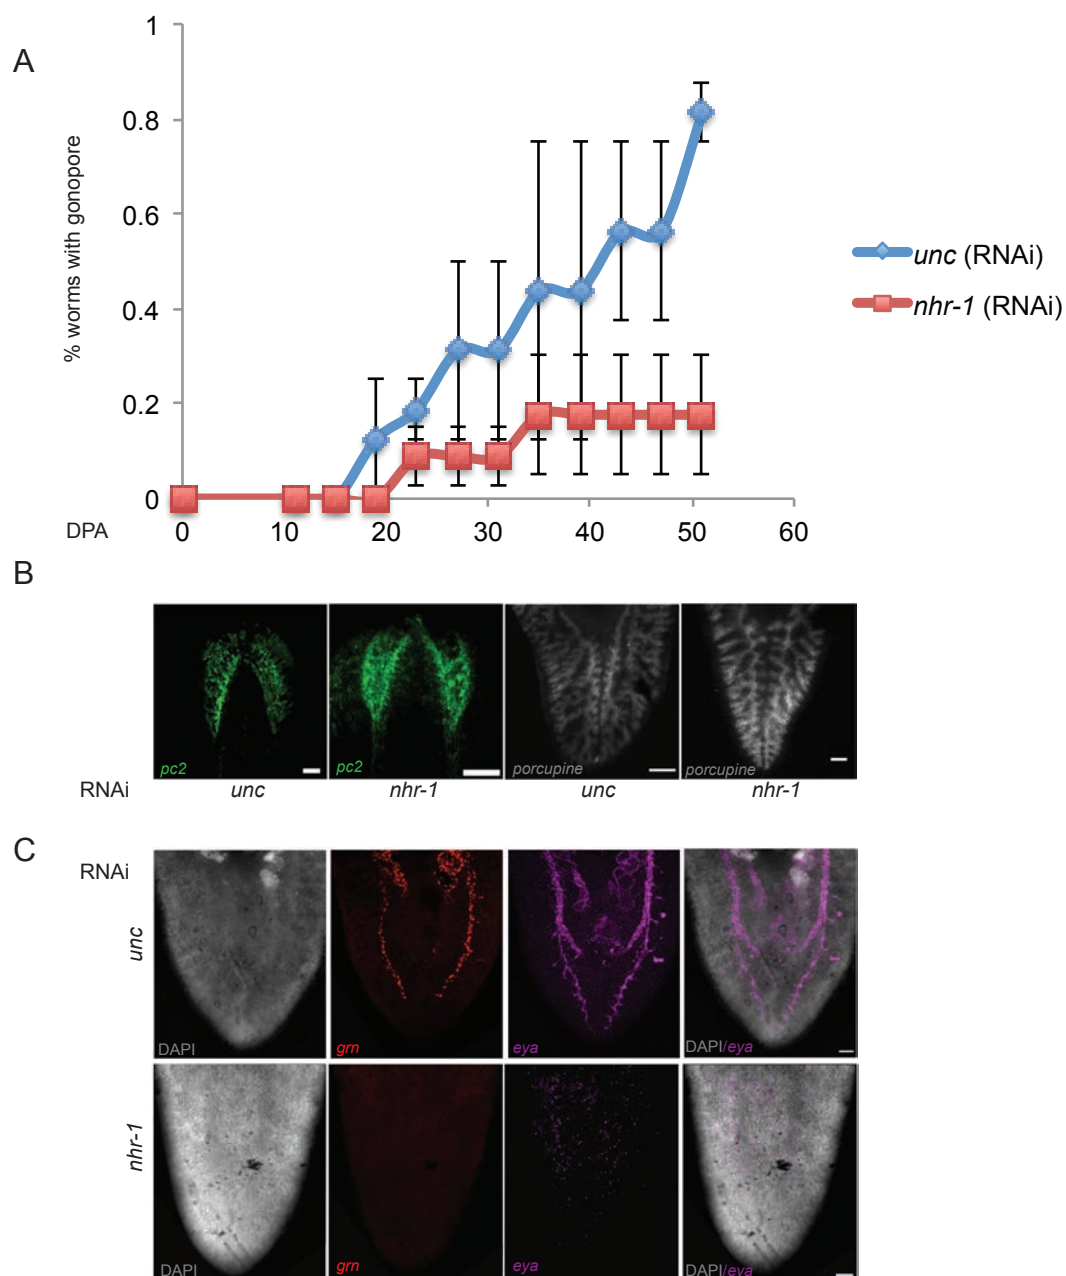 A
% worms with gonopore
1
0.8
0.6
0.4
0.2
0
DPA
0 10 20 30 40 50 60
unc (RNAi)
nhr-1 (RNAi)
B
pc2 pc2 porcupine porcupine
RNAi unc nhr-1 unc nhr-1
C
RNAi
unc
DAPI grn eya DAPI/eya
nhr-1
DAPI grn eya DAPI/eya